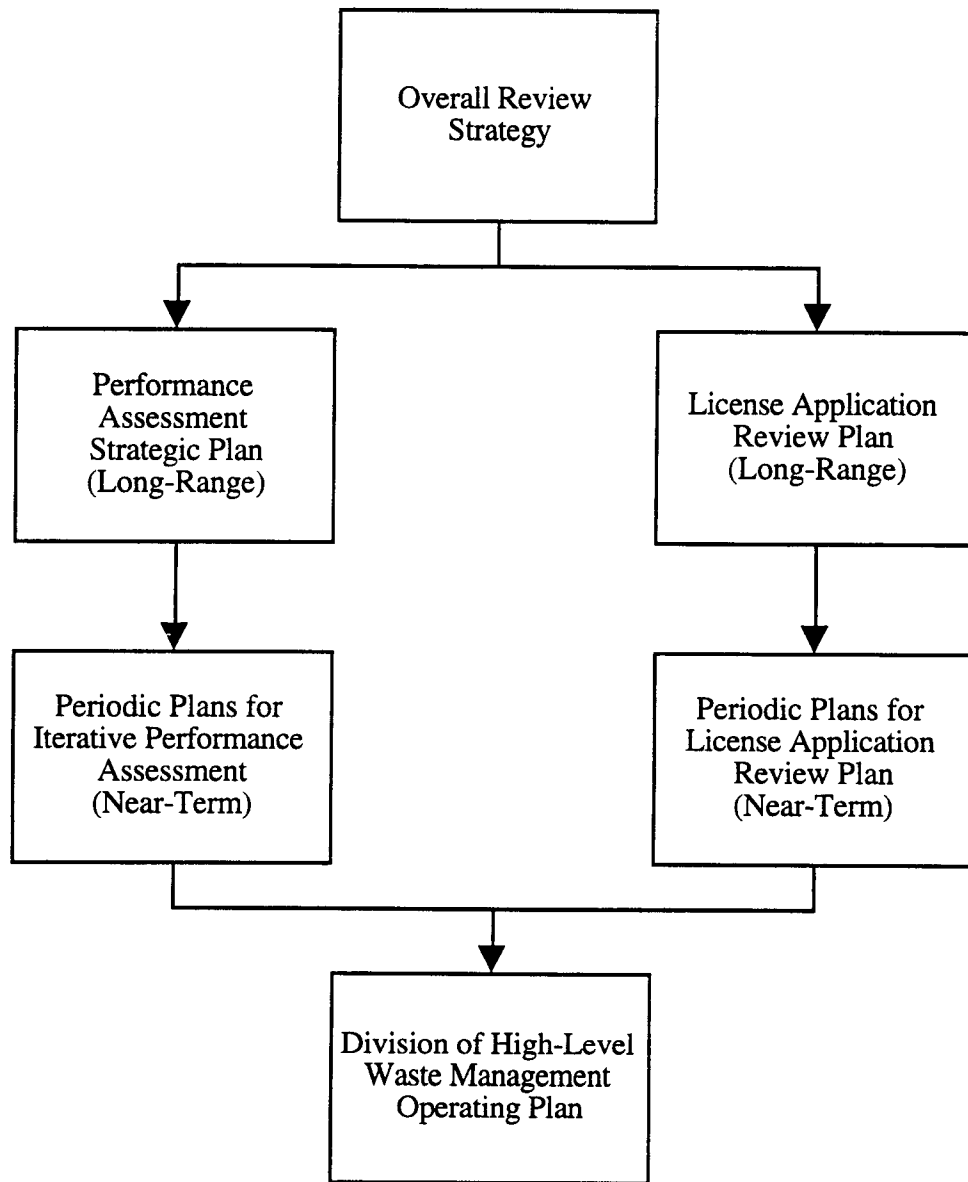 Overall Review
Strategy
Performance
Assessment
Strategic Plan
(Long-Range)
License Application
Review Plan
(Long-Range)
Periodic Plans for
Iterative Performance
Assessment
(Near-Term)
Periodic Plans for
License Application
Review Plan
(Near-Term)
Division of High-Level
Waste Management
Operating Plan